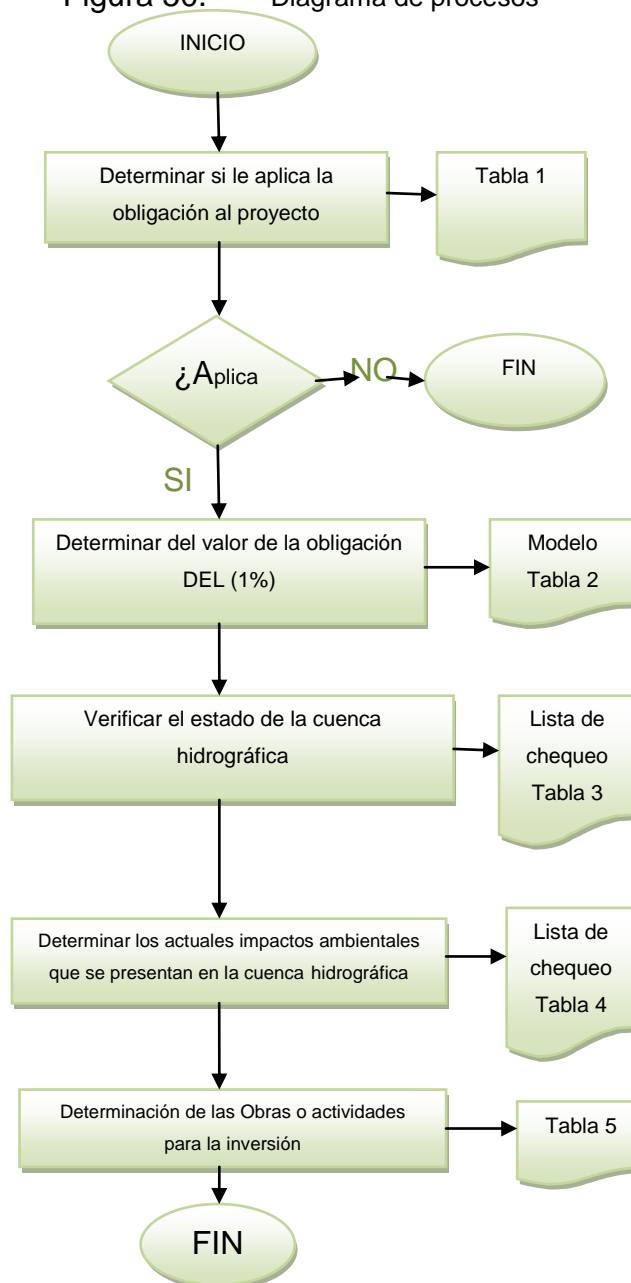 Figura 30. Diagrama de procesos
INICIO
Determinar si le aplica la
obligación al proyecto
Tabla 1
¿Aplica
NO
FIN
SI
Determinar del valor de la obligación
DEL (1%)
Modelo
Tabla 2
Verificar el estado de la cuenca
hidrográfica
Lista de
chequeo
Tabla 3
Determinar los actuales impactos ambientales
que se presentan en la cuenca hidrográfica
Lista de
chequeo
Tabla 4
Determinación de las Obras o actividades
para la inversión
Tabla 5
FIN